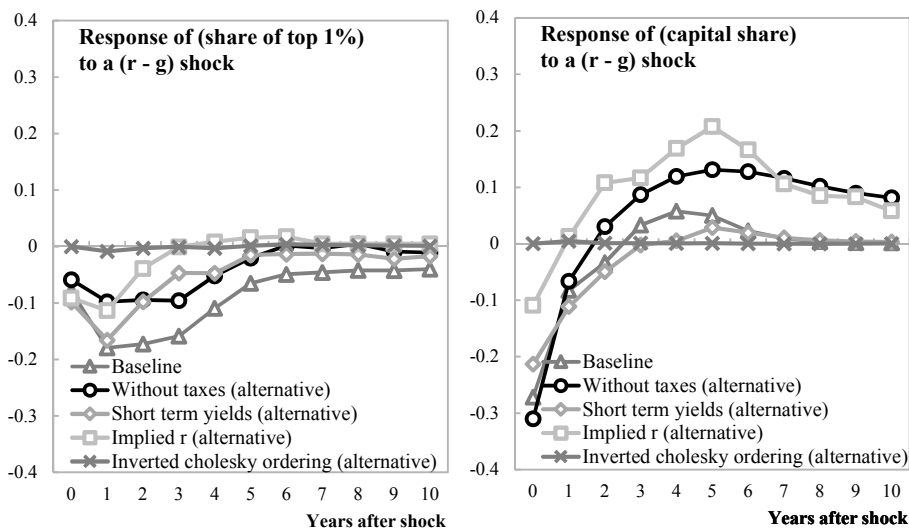 Response of (share of top 1%)
to a (r - g) shock
0.4
0.3
0.2
0.1
0
-0.1
-0.2
-0.3
-0.4
Baseline
Without taxes (alternative)
Short term yields (alternative)
Implied r (alternative)
Inverted cholesky ordering (alternative)
0 1 2 3 4 5 6 7 8 9 10
Years after shock
Response of (capital share)
to a (r - g) shock
0.4
0.3
0.2
0.1
0
-0.1
-0.2
-0.3
-0.4
Baseline
Without taxes (alternative)
Short term yields (alternative)
Implied r (alternative)
Inverted cholesky ordering (alternative)
0 1 2 3 4 5 6 7 8 9 10
Years after shock